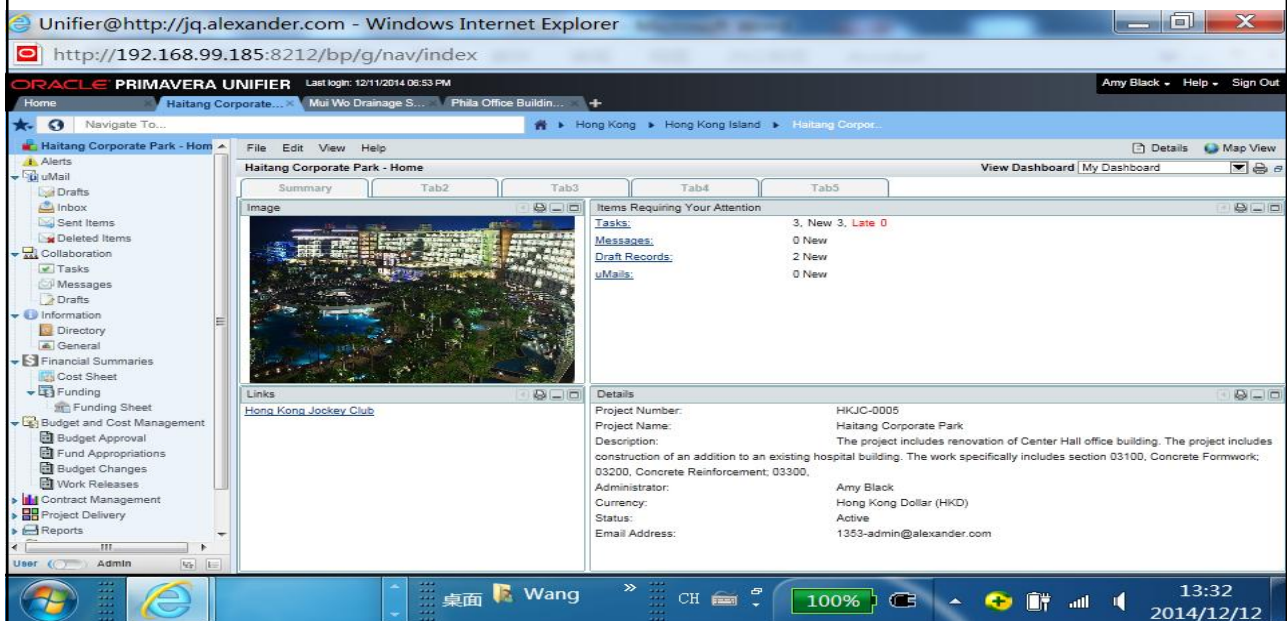 Unifier@http://jq.alexander.com - Windows Internet Explorer
http://192.168.99.185:8212/bp/g/nav/index
ORACLE PRIMAVERA UNIFIER Last login: 12/11/2014 06:53 PM Amy Black Help Sign Out
Home Haitang Corporate... Mui Wo Drainage S... Phila Office Buildin...
Navigate To... Hong Kong Hong Kong Island Haitang Corpor..
Haitang Corporate Park - Hom
Alerts
uMail
Drafts
Inbox
Sent Items
Deleted Items
Collaboration
Tasks
Messages
Drafts
Information
Directory
General
Financial Summaries
Cost Sheet
Funding
Funding Sheet
Budget and Cost Management
Budget Approval
Fund Appropriations
Budget Changes
Work Releases
Contract Management
Project Delivery
Reports
User Admin
File Edit View Help Details Map View
Haitang Corporate Park - Home View Dashboard My Dashboard
Summary Tab2 Tab3 Tab4 Tab5
Image
Items Requiring Your Attention
Tasks: 3, New 3, Late 0
Messages: 0 New
Draft Records: 2 New
uMails: 0 New
Links
Hong Kong Jockey Club
Details
Project Number: HKJC-0005
Project Name: Haitang Corporate Park
Description: The project includes renovation of Center Hall office building. The project includes
construction of an addition to an existing hospital building. The work specifically includes section 03100, Concrete Formwork;
03200, Concrete Reinforcement; 03300,
Administrator: Amy Black
Currency: Hong Kong Dollar (HKD)
Status: Active
Email Address: 1353-admin@alexander.com
桌面 Wang » CH 100% 13:32
2014/12/12